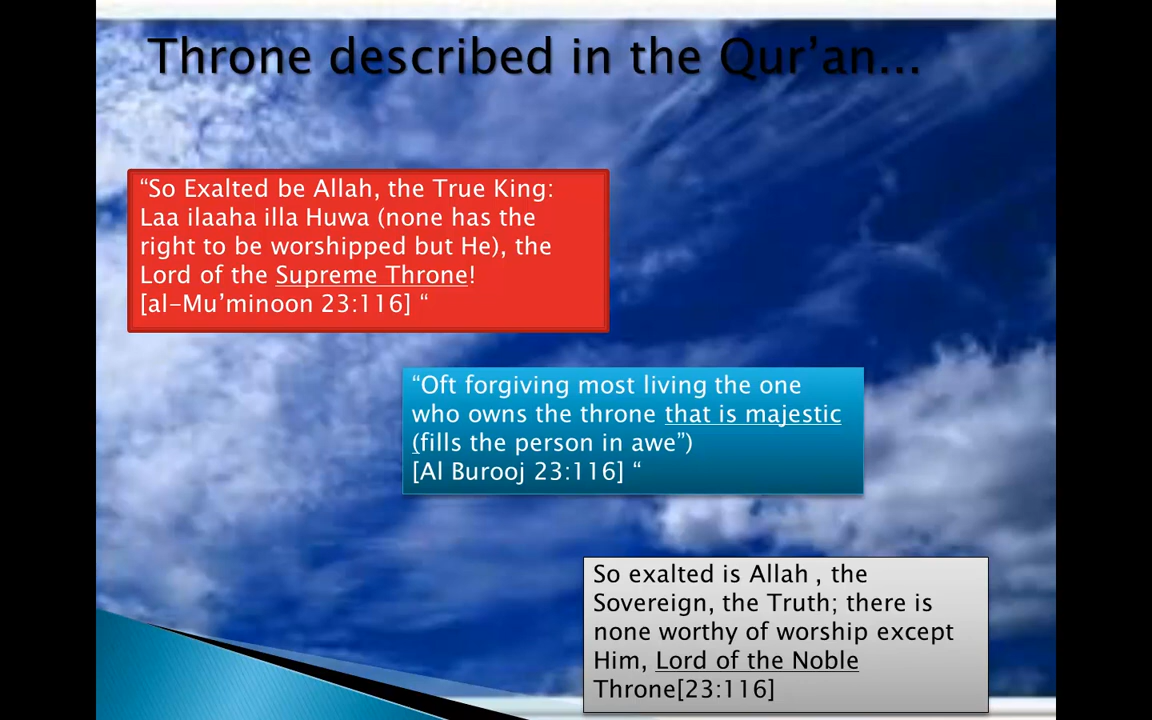 Throne described in the Qur’an...
“So Exalted be Allah, the True King:
Laa ilaaha illa Huwa (none has the
right to be worshipped but He), the
Lord of the Supreme Throne!
[al-Mu’minoon 23:116] “
“Oft forgiving most living the one
who owns the throne that is majestic
(fills the person in awe”)
[Al Burooj 23:116] “
So exalted is Allah , the
Sovereign, the Truth; there is
none worthy of worship except
Him, Lord of the Noble
Throne[23:116]